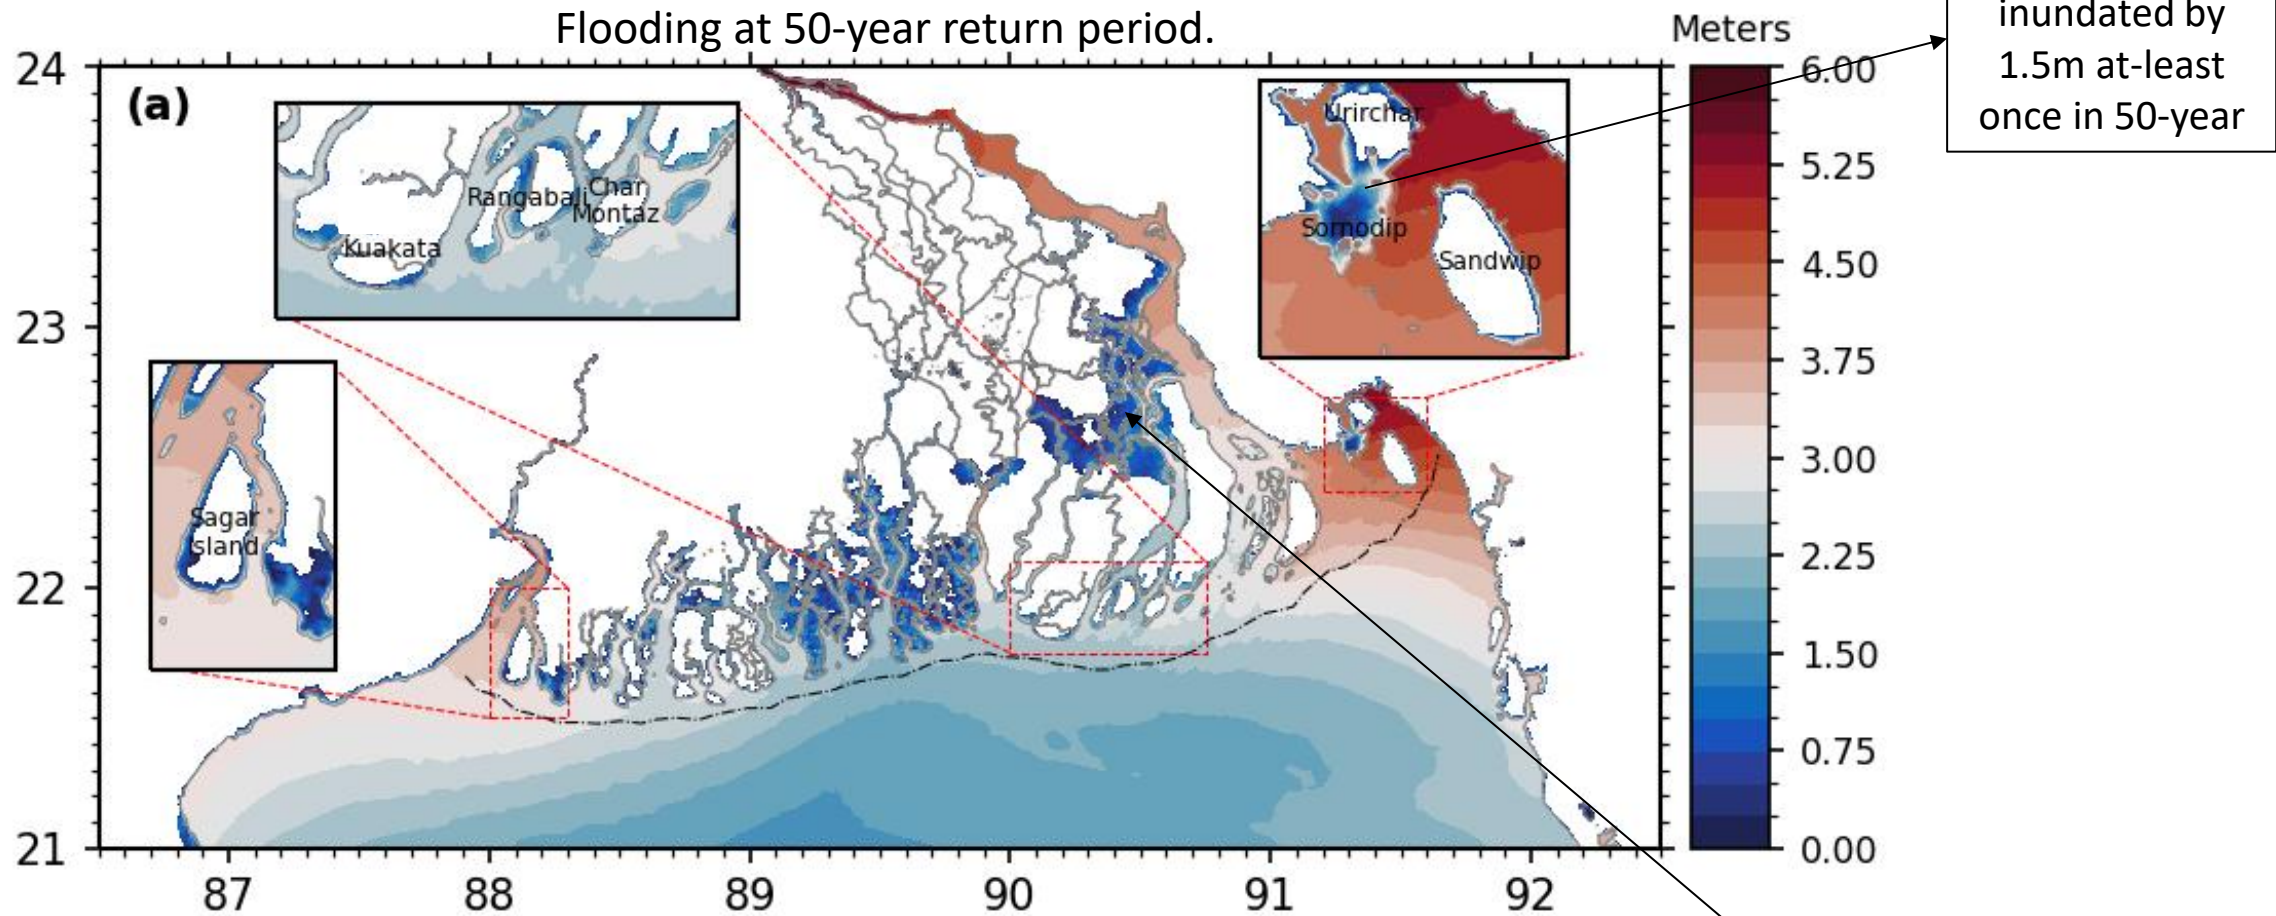 Flooding at 50-year return period.
Meters
inundated by
1.5m at-least
once in 50-year
(a)
24
23
22
21
87
88
89
90
91
92
Kuakata
Rangabali
Char
Montaz
Sagar
Island
Urirchar
Sornodip
Sandwip
6.00
5.25
4.50
3.75
3.00
2.25
1.50
0.75
0.00